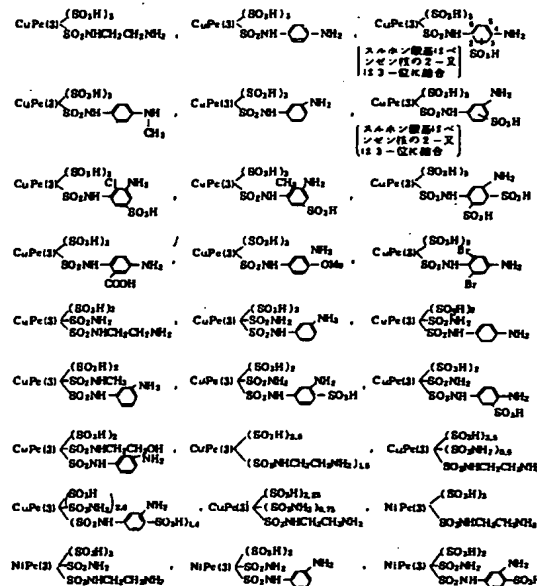 CuPc(3) (SO₃H)₃ SO₂NHCH₂CH₂NH₂ , CuPc(3) (SO₃H)₃ SO₂NH NH₂ , CuPc(3) (SO₃H)₃ SO₂NH 6 5 4 2 3 NH₂ SO₃H
スルホン酸基はベ
ンゼン核の2-又
は3-位に結合
CuPc(3) (SO₃H)₃ SO₂NH NH CH₃ , CuPc(3) (SO₃H)₃ SO₂NH NH₂ , CuPc(3) (SO₃H)₃ SO₂NH NH₂ SO₃H
スルホン酸基はベ
ンゼン核の2-又
は3-位に結合
CuPc(3) (SO₃H)₃ SO₂NH Cl NH₂ SO₃H , CuPc(3) (SO₃H)₃ SO₂NH CH₃ NH₂ SO₃H , CuPc(3) (SO₃H)₃ SO₂NH NH₂ SO₃H SO₃H
CuPc(3) (SO₃H)₃ SO₂NH NH₂ COOH , CuPc(3) (SO₃H)₃ SO₂NH NH₂ OMe , CuPc(3) (SO₃H)₂ SO₂NH Br NH₂ Br
CuPc(3) (SO₃H)₂ SO₂NH₂ SO₂NHCH₂CH₂NH₂ , CuPc(3) (SO₃H)₂ SO₂NH₂ SO₂NH NH₂ , CuPc(3) (SO₃H)₂ SO₂NH₂ SO₂NH NH₂
CuPc(3) (SO₃H)₂ SO₂NHCH₃ SO₂NH NH₂ , CuPc(3) (SO₃H)₂ SO₂NH₂ SO₂NH NH₂ SO₃H , CuPc(3) (SO₃H)₂ SO₂NH₂ SO₂NH NH₂ SO₃H
CuPc(3) (SO₃H)₂ SO₂NHCH₂CH₂OH SO₂NH NH₂ , CuPc(3) (SO₃H)₂.₅ (SO₂NHCH₂CH₂NH₂)₁.₅ , CuPc(3) (SO₃H)₂.₅ (SO₂NH₂)₀.₅ SO₂NHCH₂CH₂NH₂
CuPc(3) (SO₃H SO₂NH₂)₂.₆ (SO₂NH NH₂ SO₃H)₁.₄ , CuPc(3) (SO₃H)₂.₂₅ (SO₂NH₂)₀.₇₅ SO₂NHCH₂CH₂NH₂ , NiPc(3) (SO₃H)₃ SO₂NHCH₂CH₂NH₂
NiPc(3) (SO₃H)₂ SO₂NH₂ SO₂NHCH₂CH₂NH₂ , NiPc(3) (SO₃H)₂ SO₂NH₂ SO₂NH NH₂ , NiPc(3) (SO₃H)₂ SO₂NH₂ SO₂NH NH₂ SO₃H